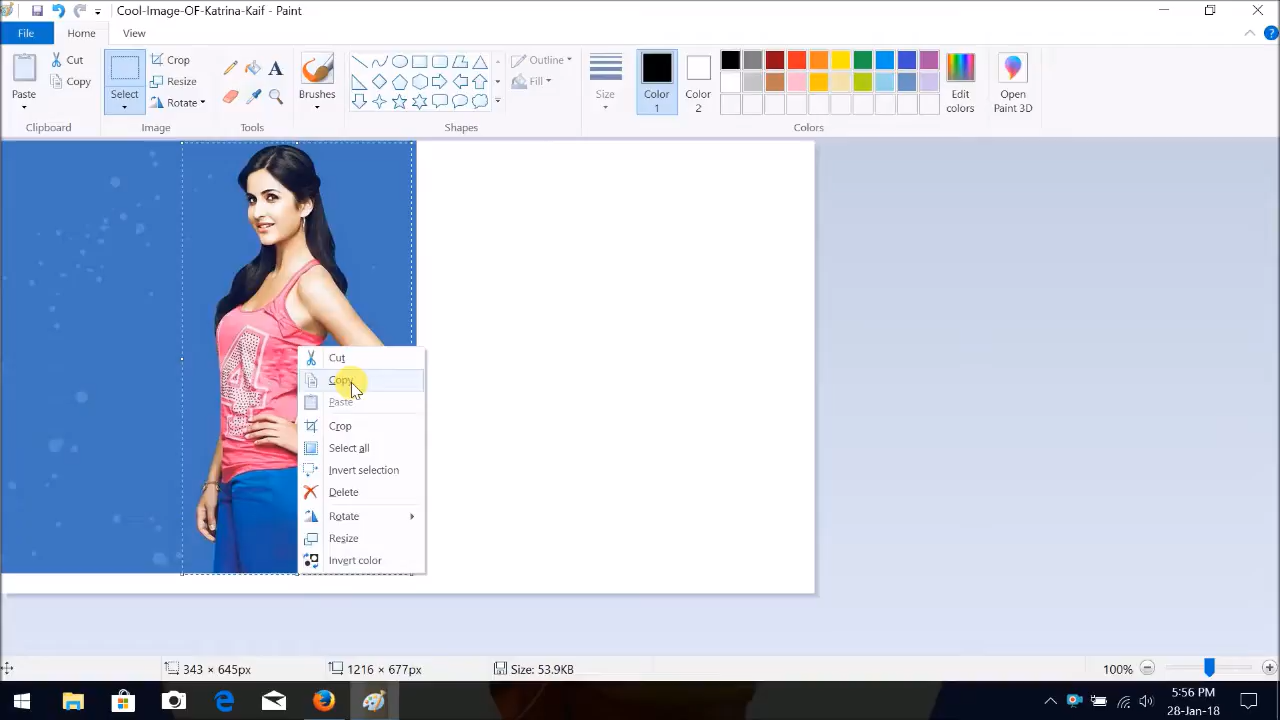 Cool-Image-OF-Katrina-Kaif - Paint
File
Home
View
Paste
Cut
Copy
Clipboard
Select
Crop
Resize
Rotate
Image
Tools
Brushes
Shapes
Outline
Fill
Size
Color
1
Color
2
Colors
Edit
colors
Open
Paint 3D
Cut
Copy
Paste
Crop
Select all
Invert selection
Delete
Rotate
Resize
Invert color
343 × 645px
1216 × 677px
Size: 53.9KB
100%
5:56 PM
28-Jan-18